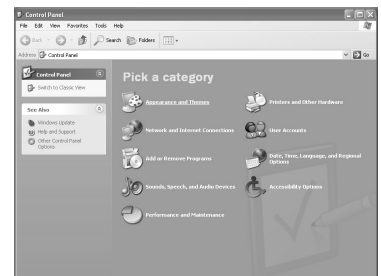 Control Panel
File Edit View Favorites Tools Help
Back Search Folders
Address Control Panel Go
Control Panel
Switch to Classic View
See Also
Windows Update
Help and Support
Other Control Panel
Options
Pick a category
Appearance and Themes
Printers and Other Hardware
Network and Internet Connections
User Accounts
Add or Remove Programs
Date, Time, Language, and Regional
Options
Sounds, Speech, and Audio Devices
Accessibility Options
Performance and Maintenance